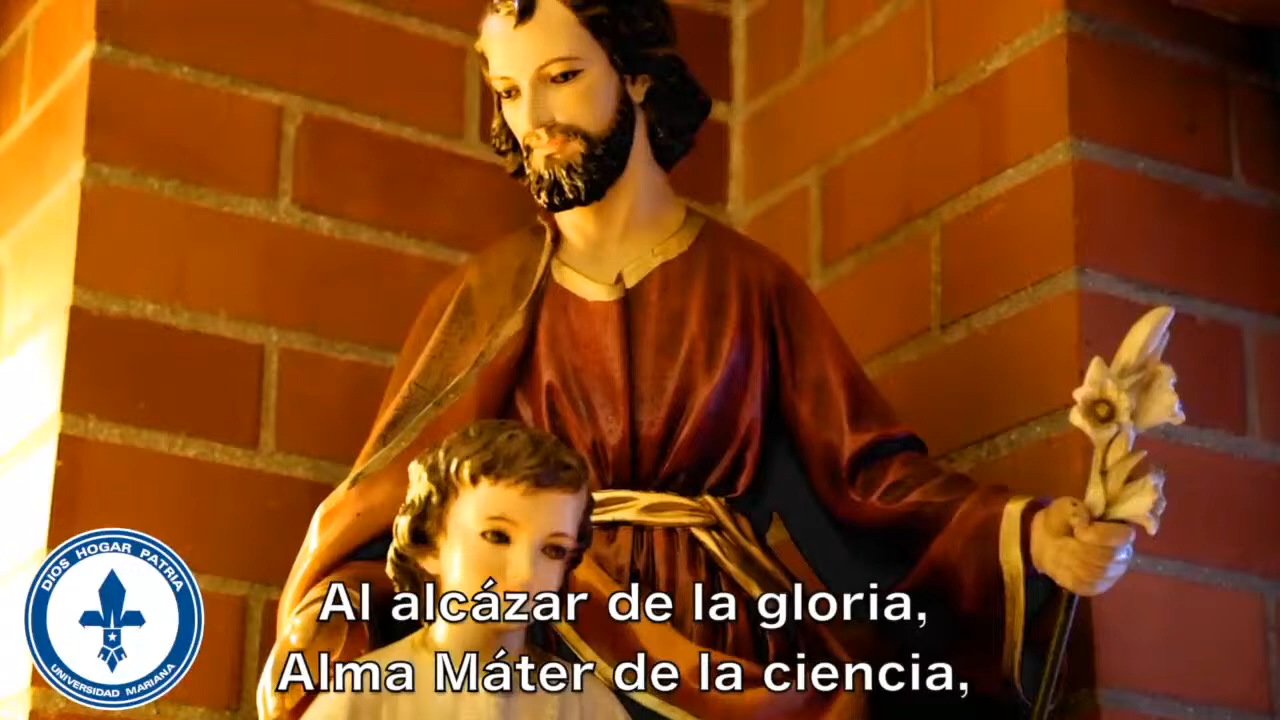 DIOS HOGAR PATRIA
UNIVERSIDAD MARIANA
Al alcázar de la gloria,
Alma Máter de la ciencia,